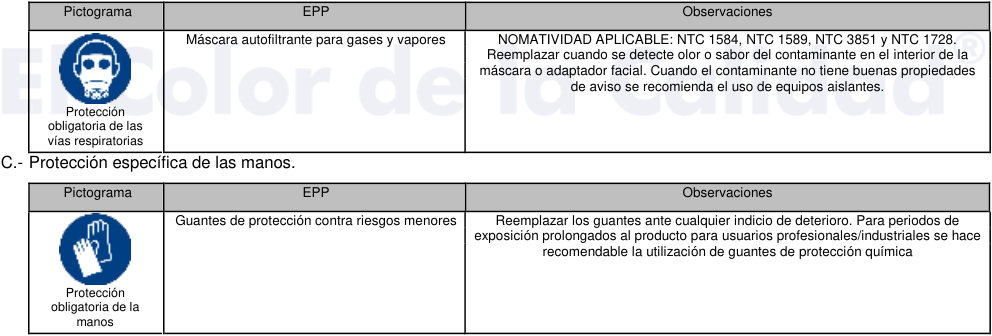 Pictograma EPP Observaciones
Máscara autofiltrante para gases y vapores NOMATIVIDAD APLICABLE: NTC 1584, NTC 1589, NTC 3851 y NTC 1728.
Reemplazar cuando se detecte olor o sabor del contaminante en el interior de la
máscara o adaptador facial. Cuando el contaminante no tiene buenas propiedades
de aviso se recomienda el uso de equipos aislantes.
Protección
obligatoria de las
vías respiratorias
El Color de la Calidad®
C.- Protección específica de las manos.
Pictograma EPP Observaciones
Guantes de protección contra riesgos menores Reemplazar los guantes ante cualquier indicio de deterioro. Para periodos de
exposición prolongados al producto para usuarios profesionales/industriales se hace
recomendable la utilización de guantes de protección química
Protección
obligatoria de la
manos